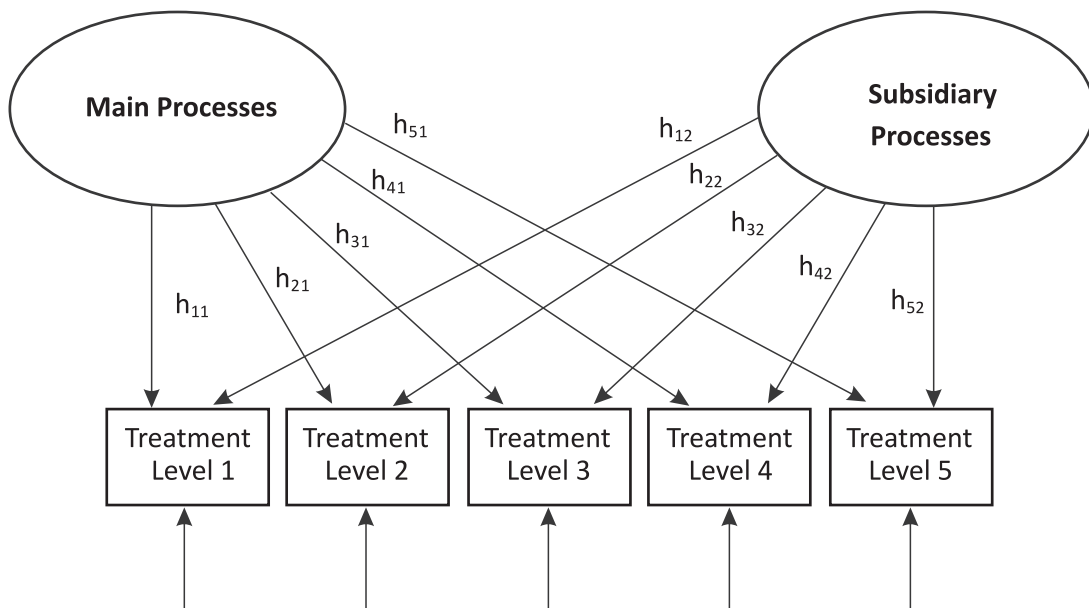 Main Processes
Subsidiary
Processes
h₅₁
h₁₂
h₄₁
h₂₂
h₃₁
h₃₂
h₂₁
h₄₂
h₁₁
h₅₂
Treatment
Level 1
Treatment
Level 2
Treatment
Level 3
Treatment
Level 4
Treatment
Level 5